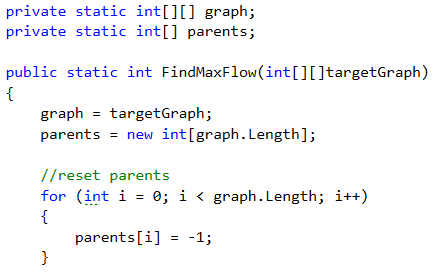 private static int[][] graph;
private static int[] parents;

public static int FindMaxFlow(int[][]targetGraph)
{
    graph = targetGraph;
    parents = new int[graph.Length];

    //reset parents
    for (int i = 0; i < graph.Length; i++)
    {
        parents[i] = -1;
    }